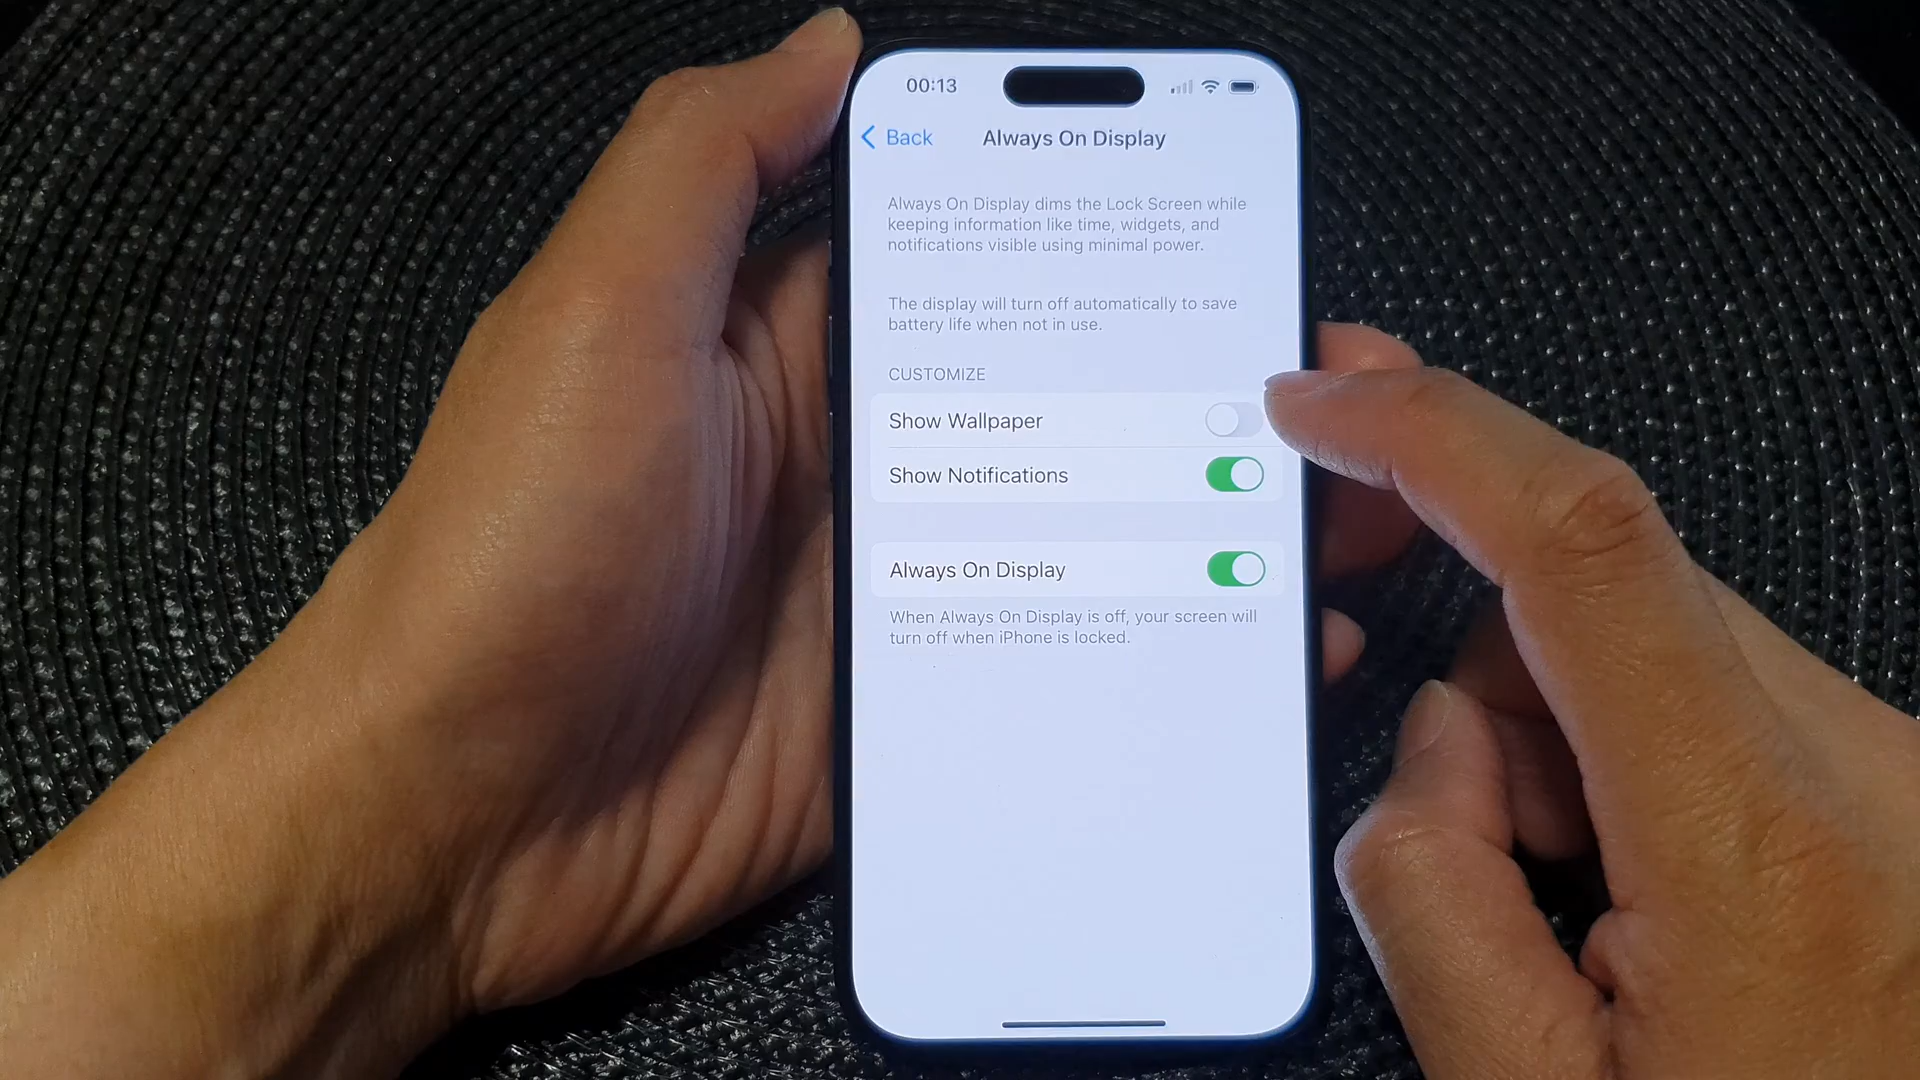 00:13
Back
Always On Display
Always On Display dims the Lock Screen while
keeping information like time, widgets, and
notifications visible using minimal power.
The display will turn off automatically to save
battery life when not in use.
CUSTOMIZE
Show Wallpaper
Show Notifications
Always On Display
When Always On Display is off, your screen will
turn off when iPhone is locked.